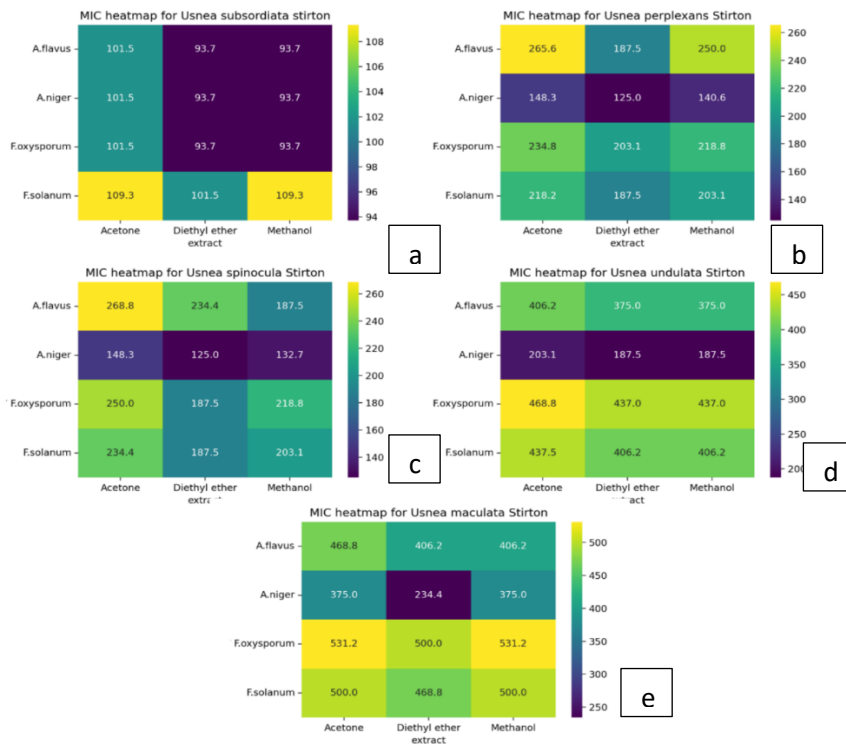 MIC heatmap for Usnea subsordiata stirton
A.flavus 101.5 93.7 93.7
A.niger 101.5 93.7 93.7
F.oxysporum 101.5 93.7 93.7
F.solanum 109.3 101.5 109.3
Acetone Diethyl ether extract Methanol
108
106
104
102
100
98
96
94
a
MIC heatmap for Usnea perplexans Stirton
A.flavus 265.6 187.5 250.0
A.niger 148.3 125.0 140.6
F.oxysporum 234.8 203.1 218.8
F.solanum 218.2 187.5 203.1
Acetone Diethyl ether extract Methanol
260
240
220
200
180
160
140
b
MIC heatmap for Usnea spinocula Stirton
A.flavus 268.8 234.4 187.5
A.niger 148.3 125.0 132.7
F.oxysporum 250.0 187.5 218.8
F.solanum 234.4 187.5 203.1
Acetone Diethyl ether Methanol
260
240
220
200
180
160
140
c
MIC heatmap for Usnea undulata Stirton
A.flavus 406.2 375.0 375.0
A.niger 203.1 187.5 187.5
F.oxysporum 468.8 437.0 437.0
F.solanum 437.5 406.2 406.2
Acetone Diethyl ether Methanol
450
400
350
300
250
200
d
MIC heatmap for Usnea maculata Stirton
A.flavus 468.8 406.2 406.2
A.niger 375.0 234.4 375.0
F.oxysporum 531.2 500.0 531.2
F.solanum 500.0 468.8 500.0
Acetone Diethyl ether extract Methanol
500
450
400
350
300
250
e